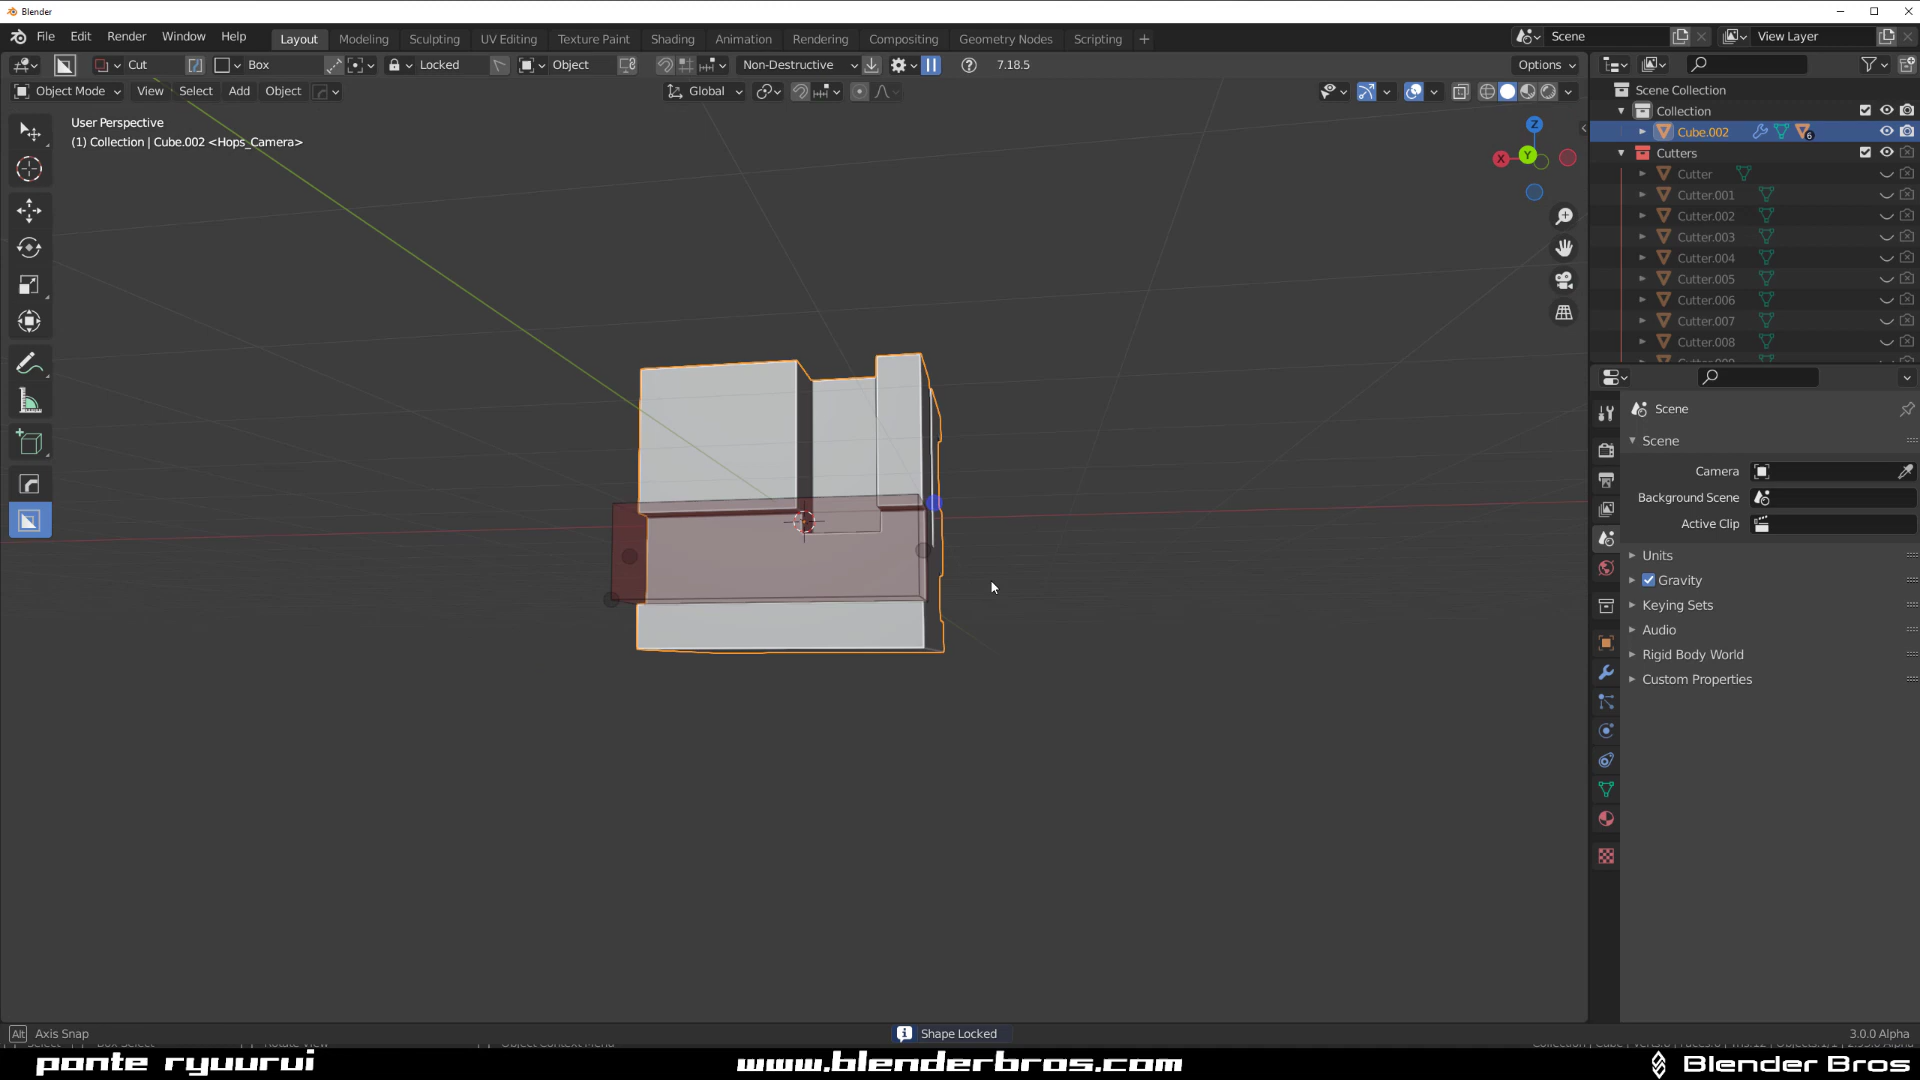 Blender
File Edit Render Window Help Layout Modeling Sculpting UV Editing Texture Paint Shading Animation Rendering Compositing Geometry Nodes Scripting + Scene View Layer
Cut Box Locked Object Non-Destructive 7.18.5 Options
Object Mode View Select Add Object Global
User Perspective
(1) Collection | Cube.002 <Hops_Camera>
Z
X
Y
Scene Collection
Collection
Cube.002 6
Cutters
Cutter
Cutter.001
Cutter.002
Cutter.003
Cutter.004
Cutter.005
Cutter.006
Cutter.007
Cutter.008
Scene
Scene
Camera
Background Scene
Active Clip
Units
Gravity
Keying Sets
Audio
Rigid Body World
Custom Properties
Alt Axis Snap Shape Locked 3.0.0 Alpha
ponte ryuurui www.blenderbros.com Blender Bros